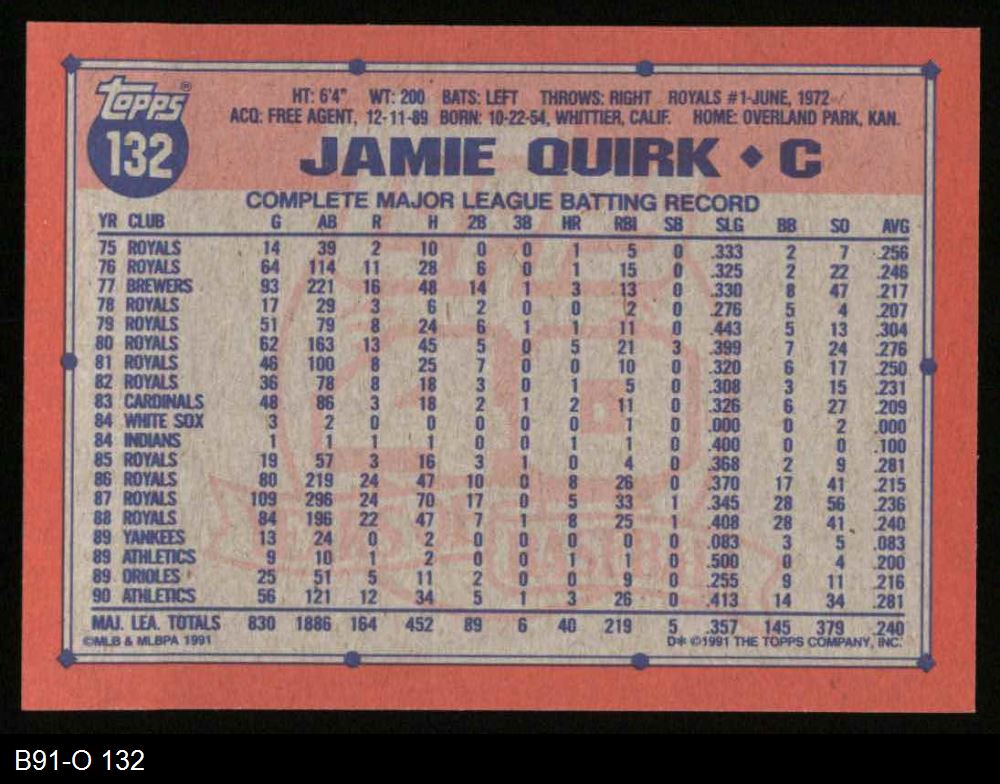 Topps®
132
HT: 6'4" WT: 200 BATS: LEFT THROWS: RIGHT ROYALS #1-JUNE, 1972
ACQ: FREE AGENT, 12-11-89 BORN: 10-22-54, WHITTIER, CALIF. HOME: OVERLAND PARK, KAN.
JAMIE QUIRK ♦ C
COMPLETE MAJOR LEAGUE BATTING RECORD
YR CLUB G AB R H 2B 3B HR RBI SB SLG BB SO AVG
75 ROYALS 14 39 2 10 0 0 1 5 0 .333 2 7 .256
76 ROYALS 64 114 11 28 6 0 1 15 0 .325 2 22 .246
77 BREWERS 93 221 16 48 14 1 3 13 0 .330 8 47 .217
78 ROYALS 17 29 3 6 2 0 0 2 0 .276 5 4 .207
79 ROYALS 51 79 8 24 6 1 1 11 0 .443 5 13 .304
80 ROYALS 62 163 13 45 5 0 5 21 3 .399 7 24 .276
81 ROYALS 46 100 8 25 7 0 0 10 0 .320 6 17 .250
82 ROYALS 36 78 8 18 3 0 1 5 0 .308 3 15 .231
83 CARDINALS 48 86 3 18 2 1 2 11 0 .326 6 27 .209
84 WHITE SOX 3 2 0 0 0 0 0 1 0 .000 0 2 .000
84 INDIANS 1 1 1 1 0 0 1 1 0 .400 0 0 .100
85 ROYALS 19 57 3 16 3 1 0 4 0 .368 2 9 .281
86 ROYALS 80 219 24 47 10 0 8 26 0 .370 17 41 .215
87 ROYALS 109 296 24 70 17 0 5 33 1 .345 28 56 .236
88 ROYALS 84 196 22 47 7 1 8 25 1 .408 28 41 .240
89 YANKEES 13 24 0 2 0 0 0 0 0 .083 3 5 .083
89 ATHLETICS 9 10 1 2 0 0 1 1 0 .500 0 4 .200
89 ORIOLES 25 51 5 11 2 0 0 9 0 .255 9 11 .216
90 ATHLETICS 56 121 12 34 5 1 3 26 0 .413 14 34 .281
MAJ. LEA. TOTALS 830 1886 164 452 89 6 40 219 5 .357 145 379 .240
©MLB & MLBPA 1991 D* ©1991 THE TOPPS COMPANY, INC.
B91-O 132